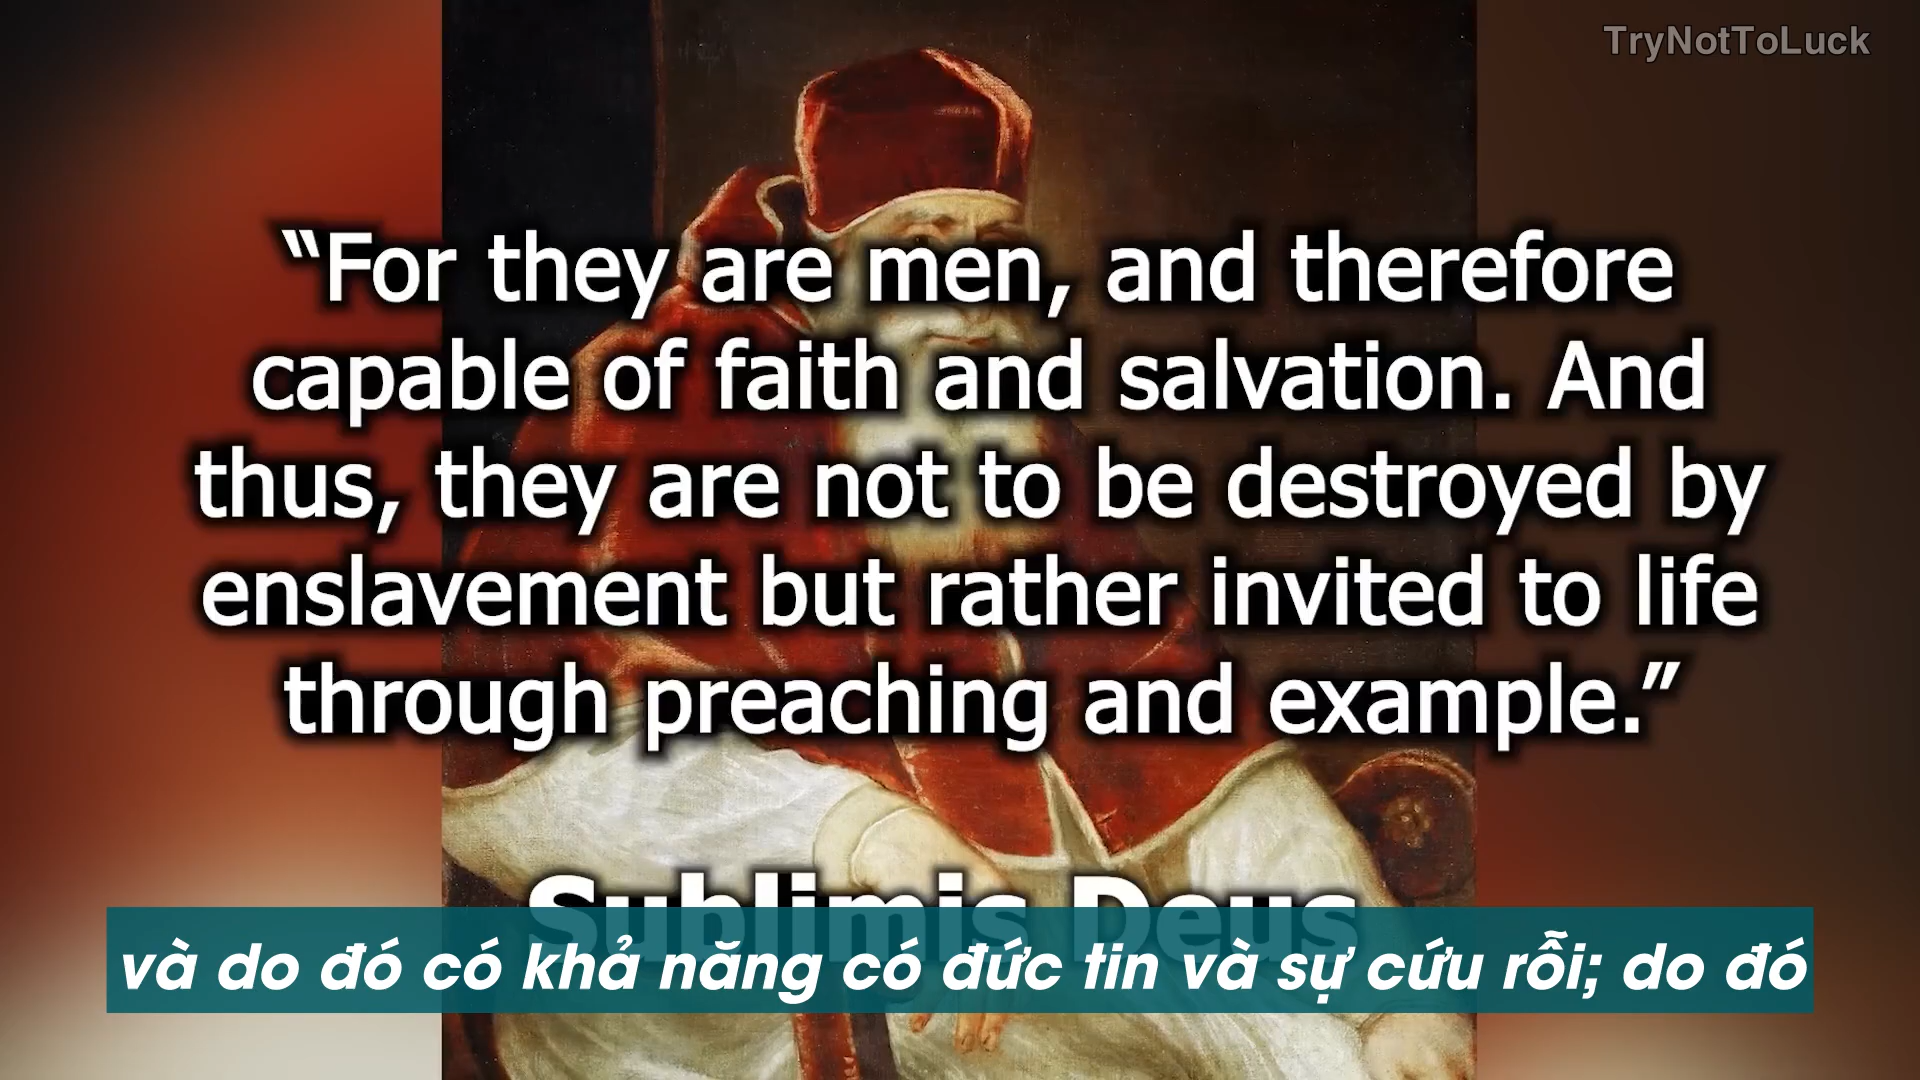 TryNotToLuck
“For they are men, and therefore
capable of faith and salvation. And
thus, they are not to be destroyed by
enslavement but rather invited to life
through preaching and example.”
Sublimis Deus
và do đó có khả năng có đức tin và sự cứu rỗi; do đó